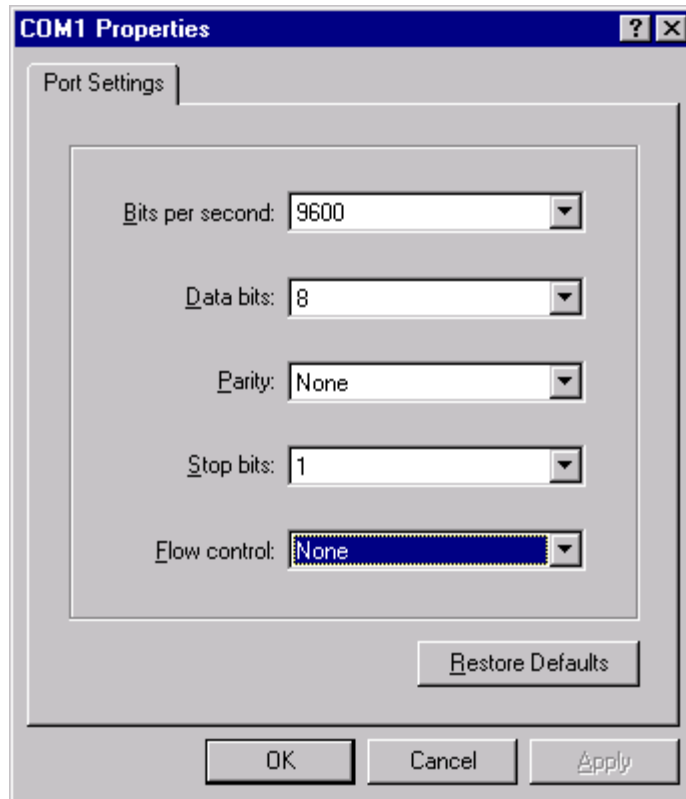 COM1 Properties
Port Settings
Bits per second: 9600
Data bits: 8
Parity: None
Stop bits: 1
Flow control: None
Restore Defaults
OK Cancel Apply